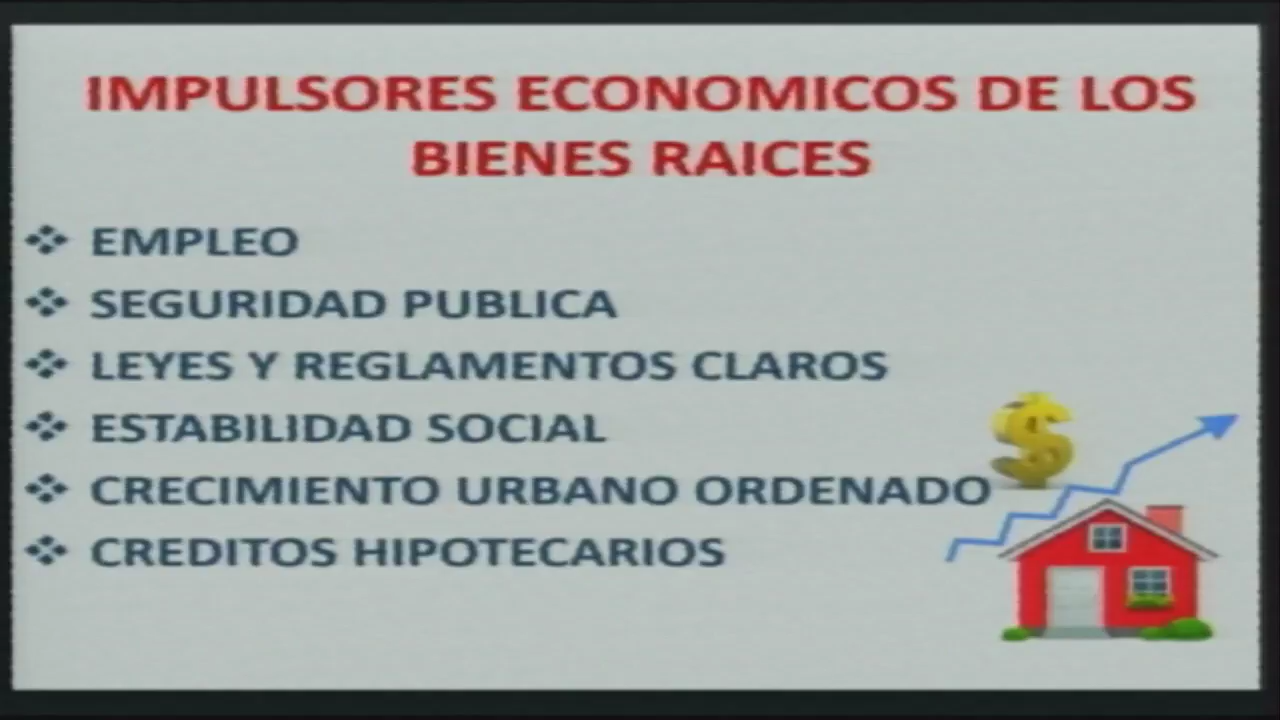 IMPULSORES ECONOMICOS DE LOS
BIENES RAICES
EMPLEO
SEGURIDAD PUBLICA
LEYES Y REGLAMENTOS CLAROS
ESTABILIDAD SOCIAL
CRECIMIENTO URBANO ORDENADO
CREDITOS HIPOTECARIOS
$